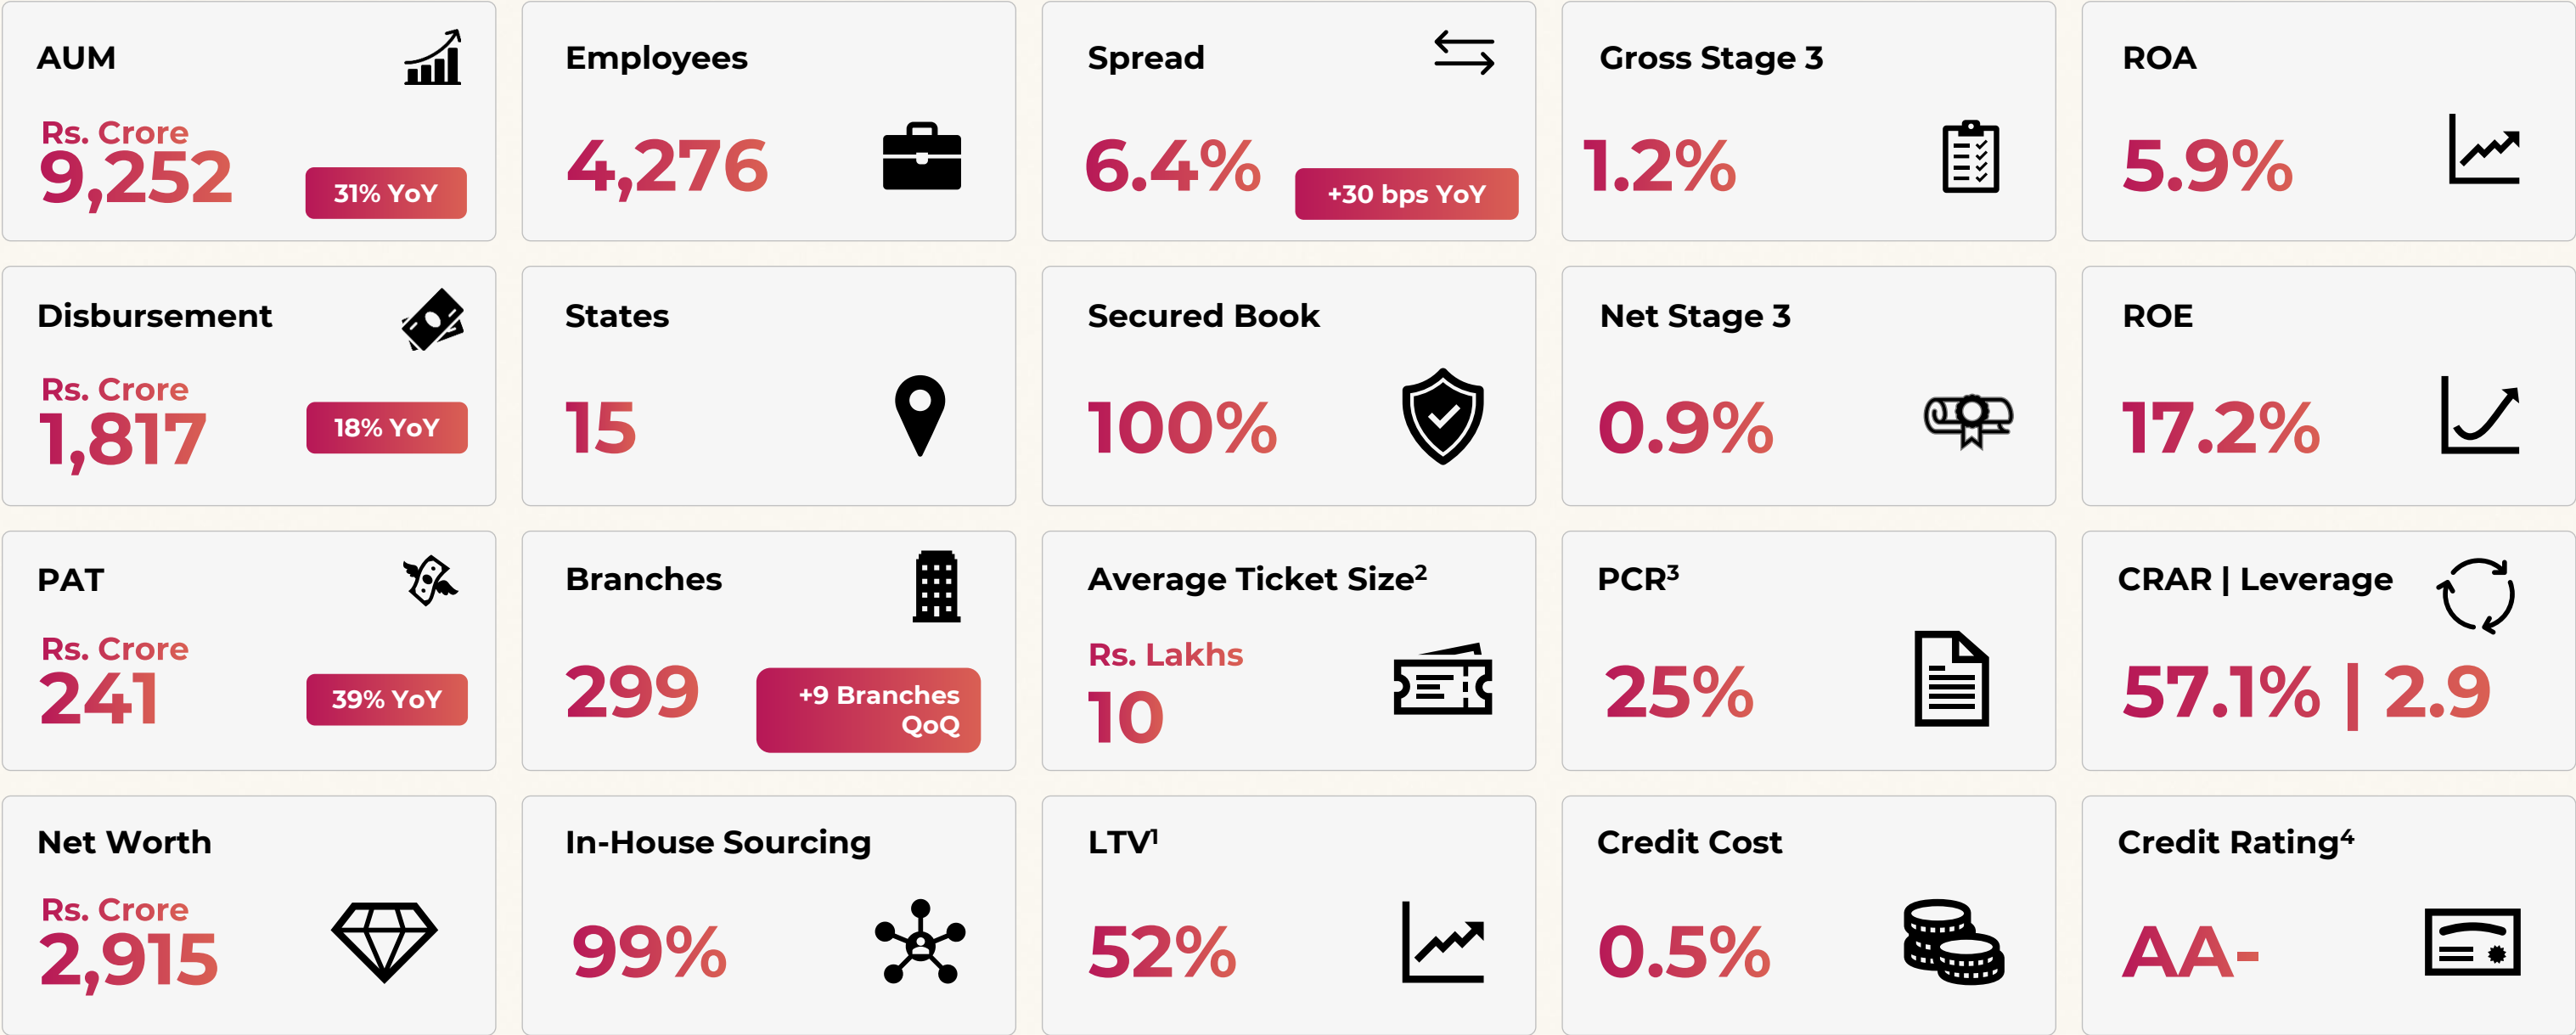 AUM
Rs. Crore
9,252
31% YoY
Employees
4,276
Spread
6.4%
+30 bps YoY
Gross Stage 3
1.2%
ROA
5.9%
Disbursement
Rs. Crore
1,817
18% YoY
States
15
Secured Book
100%
Net Stage 3
0.9%
ROE
17.2%
PAT
Rs. Crore
241
39% YoY
Branches
299
+9 Branches
QoQ
Average Ticket Size²
Rs. Lakhs
10
PCR³
25%
CRAR | Leverage
57.1% | 2.9
Net Worth
Rs. Crore
2,915
In-House Sourcing
99%
LTV¹
52%
Credit Cost
0.5%
Credit Rating⁴
AA-